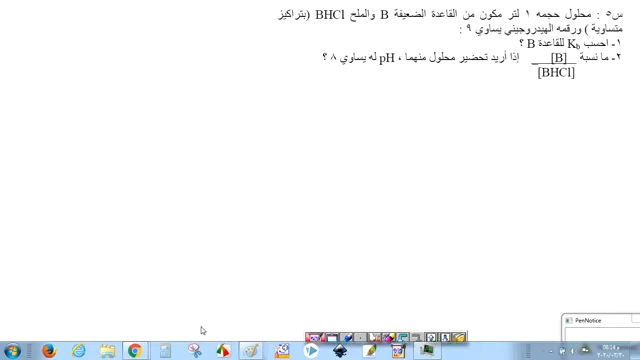 س٥ : محلول حجمه ١ لتر مكون من القاعدة الضعيفة B والملح BHCl (بتراكيز
متساوية ) ورقمه الهيدروجيني يساوي ٩ :
١- احسب Kb للقاعدة B ؟
٢- ما نسبة [B] إذا أريد تحضير محلول منهما ، pH له يساوي ٨ ؟
[BHCl]
PenNotice